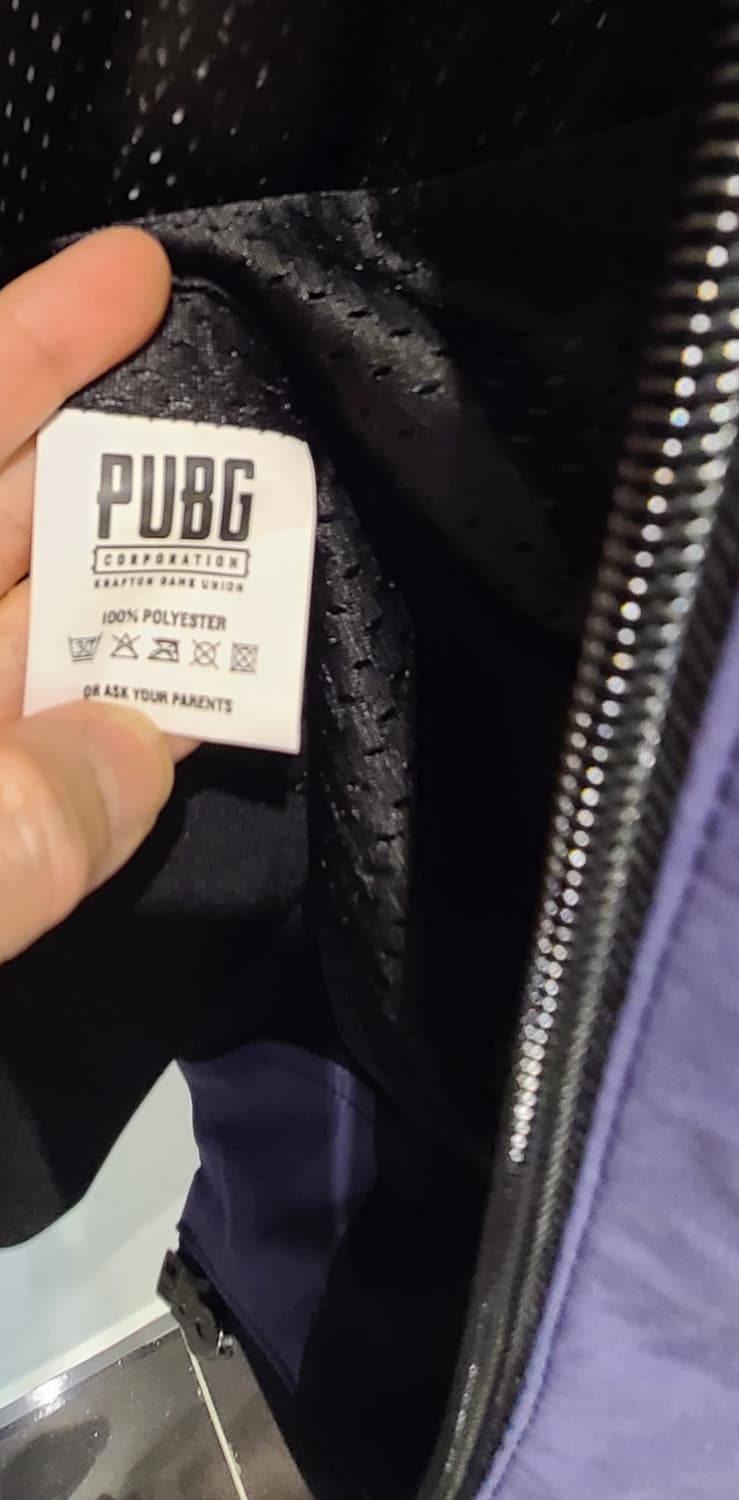 PUBG
CORPORATION
KRAFTON GAME UNION
100% POLYESTER
30
OR ASK YOUR PARENTS